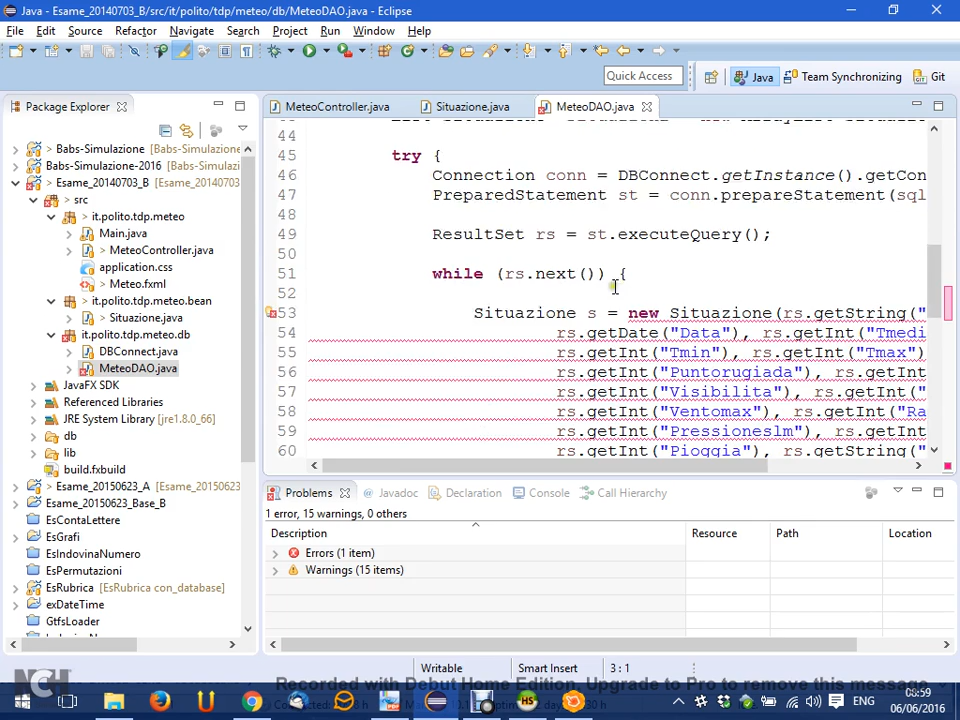 Java - Esame_20140703_B/src/it/polito/tdp/meteo/db/MeteoDAO.java - Eclipse
File Edit Source Refactor Navigate Search Project Run Window Help
Quick Access Java Team Synchronizing Git
Package Explorer
MeteoController.java Situazione.java MeteoDAO.java
> Babs-Simulazione [Babs-Simulazi
Babs-Simulazione-2016 [Babs-Simulazi
> Esame_20140703_B [Esame_20140703
> src
> it.polito.tdp.meteo
Main.java
> MeteoController.java
application.css
> Meteo.fxml
> it.polito.tdp.meteo.bean
> Situazione.java
it.polito.tdp.meteo.db
DBConnect.java
MeteoDAO.java
JavaFX SDK
Referenced Libraries
JRE System Library [jre1.8.0_66]
db
lib
build.fxbuild
> Esame_20150623_A [Esame_20150623
Esame_20150623_Base_B
EsContaLettere
EsGrafi
EsIndovinaNumero
EsPermutazioni
EsRubrica [EsRubrica con_database]
exDateTime
GtfsLoader
44
45 try {
46 Connection conn = DBConnect.getInstance().getCon
47 PreparedStatement st = conn.prepareStatement(sql
48
49 ResultSet rs = st.executeQuery();
50
51 while (rs.next()) {
52
53 Situazione s = new Situazione(rs.getString("
54 rs.getDate("Data"), rs.getInt("Tmedi
55 rs.getInt("Tmin"), rs.getInt("Tmax")
56 rs.getInt("Puntorugiada"), rs.getInt
57 rs.getInt("Visibilita"), rs.getInt("
58 rs.getInt("Ventomax"), rs.getInt("Ra
59 rs.getInt("Pressioneslm"), rs.getInt
60 rs.getInt("Pioggia"), rs.getString("
Problems Javadoc Declaration Console Call Hierarchy
1 error, 15 warnings, 0 others
Description Resource Path Location
Errors (1 item)
Warnings (15 items)
Writable Smart Insert 3 : 1
NCH
Recorded with Debut Home Edition. Upgrade to Pro to remove this message
ENG
08:59
06/06/2016